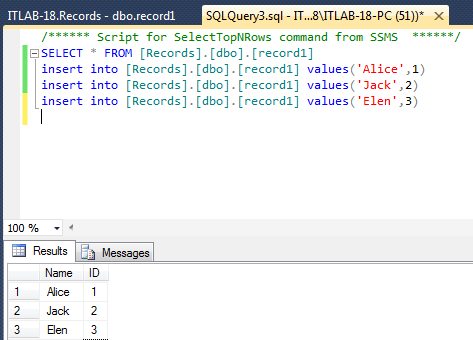 ITLAB-18.Records - dbo.record1 SQLQuery3.sql - IT...8\ITLAB-18-PC (51))* ×
/****** Script for SelectTopNRows command from SSMS ******/
SELECT * FROM [Records].[dbo].[record1]
insert into [Records].[dbo].[record1] values('Alice',1)
insert into [Records].[dbo].[record1] values('Jack',2)
insert into [Records].[dbo].[record1] values('Elen',3)
100 %
Results Messages
Name ID
1 Alice 1
2 Jack 2
3 Elen 3